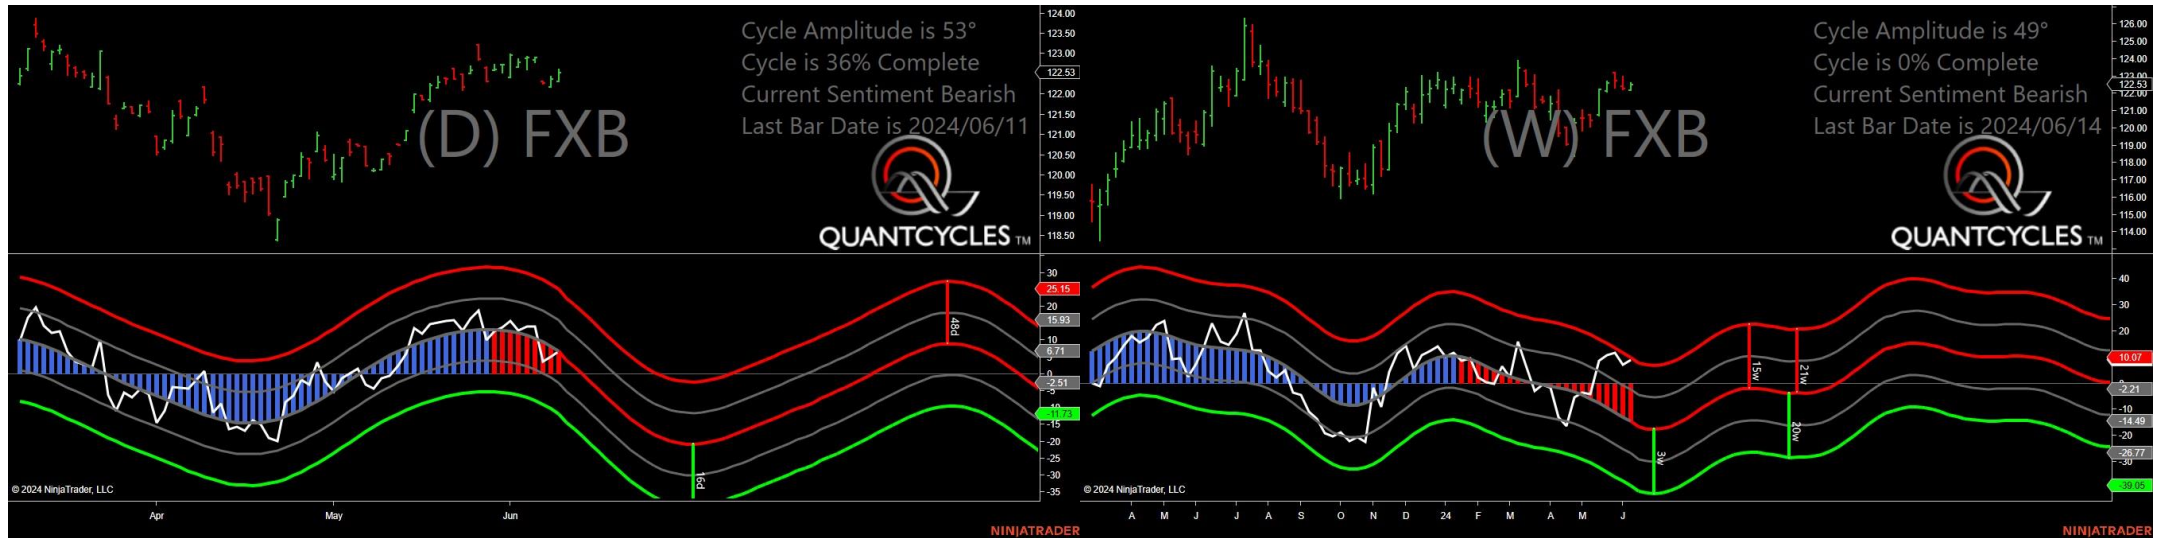 Cycle Amplitude is 53°
Cycle is 36% Complete
Current Sentiment Bearish
Last Bar Date is 2024/06/11
(D) FXB
QUANTCYCLES TM
124.00
123.50
123.00
122.53
122.00
121.50
121.00
120.50
120.00
119.50
119.00
118.50
30
25.15
20
15.93
10
6.71
0
-2.51
-11.73
-15
-20
-25
-30
-35
48d
16d
© 2024 NinjaTrader, LLC
Apr May Jun
NINJATRADER
Cycle Amplitude is 49°
Cycle is 0% Complete
Current Sentiment Bearish
Last Bar Date is 2024/06/14
(W) FXB
QUANTCYCLES TM
126.00
125.00
124.00
123.00
122.53
122.00
121.00
120.00
119.00
118.00
117.00
116.00
115.00
114.00
40
30
20
10.07
-2.21
-10
-14.49
-20
-26.77
-30
-39.05
15w
21w
20w
3w
© 2024 NinjaTrader, LLC
A M J J A S O N D 24 F M A M J
NINJATRADER